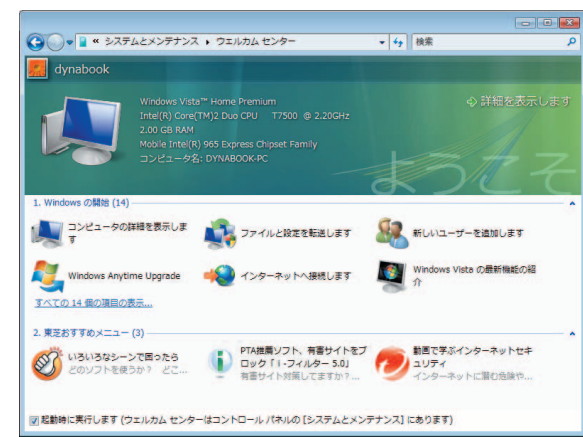 « システムとメンテナンス ▸ ウエルカム センター
検索
dynabook
Windows Vista™ Home Premium
Intel(R) Core(TM)2 Duo CPU T7500 @ 2.20GHz
2.00 GB RAM
Mobile Intel(R) 965 Express Chipset Family
コンピュータ名: DYNABOOK-PC
詳細を表示します
ようこそ
1. Windows の開始 (14)
コンピュータの詳細を表示しま
す
ファイルと設定を転送します
新しいユーザーを追加します
Windows Anytime Upgrade
インターネットへ接続します
Windows Vista の最新機能の紹
介
すべての 14 個の項目の表示...
2. 東芝おすすめメニュー (3)
いろいろなシーンで困ったら
どのソフトを使うか？ どこ...
PTA推薦ソフト、有害サイトをブ
ロック「i -フィルター 5.0」
有害サイト対策してますか？...
動画で学ぶインターネットセキ
ュリティ
インターネットに潜む危険や...
起動時に実行します (ウェルカム センターはコントロール パネルの [システムとメンテナンス] にあります)